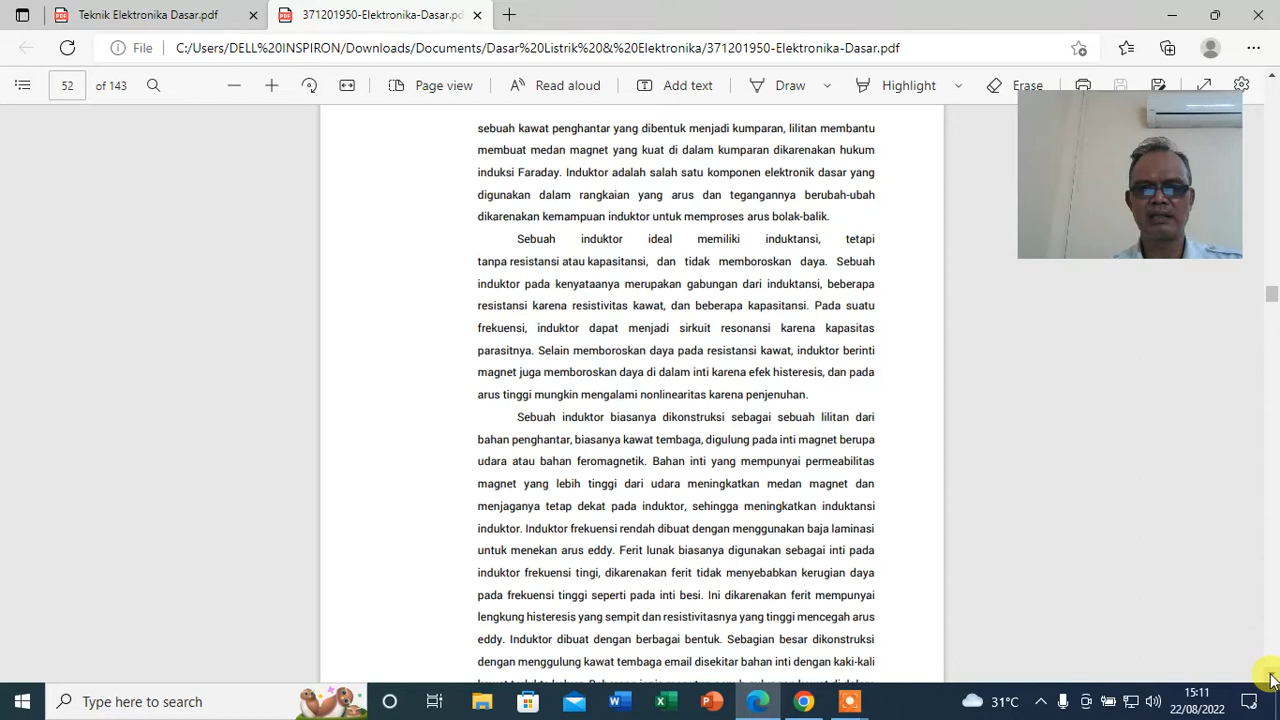 Teknik Elektronika Dasar.pdf
371201950-Elektronika-Dasar.pd
File
C:/Users/DELL%20INSPIRON/Downloads/Documents/Dasar%20Listrik%20&%20Elektronika/371201950-Elektronika-Dasar.pdf
52 of 143
Page view
Read aloud
Add text
Draw
Highlight
Erase
sebuah kawat penghantar yang dibentuk menjadi kumparan, lilitan membantu
membuat medan magnet yang kuat di dalam kumparan dikarenakan hukum
induksi Faraday. Induktor adalah salah satu komponen elektronik dasar yang
digunakan dalam rangkaian yang arus dan tegangannya berubah-ubah
dikarenakan kemampuan induktor untuk memproses arus bolak-balik.
Sebuah induktor ideal memiliki induktansi, tetapi
tanpa resistansi atau kapasitansi, dan tidak memboroskan daya. Sebuah
induktor pada kenyataanya merupakan gabungan dari induktansi, beberapa
resistansi karena resistivitas kawat, dan beberapa kapasitansi. Pada suatu
frekuensi, induktor dapat menjadi sirkuit resonansi karena kapasitas
parasitnya. Selain memboroskan daya pada resistansi kawat, induktor berinti
magnet juga memboroskan daya di dalam inti karena efek histeresis, dan pada
arus tinggi mungkin mengalami nonlinearitas karena penjenuhan.
Sebuah induktor biasanya dikonstruksi sebagai sebuah lilitan dari
bahan penghantar, biasanya kawat tembaga, digulung pada inti magnet berupa
udara atau bahan feromagnetik. Bahan inti yang mempunyai permeabilitas
magnet yang lebih tinggi dari udara meningkatkan medan magnet dan
menjaganya tetap dekat pada induktor, sehingga meningkatkan induktansi
induktor. Induktor frekuensi rendah dibuat dengan menggunakan baja laminasi
untuk menekan arus eddy. Ferit lunak biasanya digunakan sebagai inti pada
induktor frekuensi tingi, dikarenakan ferit tidak menyebabkan kerugian daya
pada frekuensi tinggi seperti pada inti besi. Ini dikarenakan ferit mempunyai
lengkung histeresis yang sempit dan resistivitasnya yang tinggi mencegah arus
eddy. Induktor dibuat dengan berbagai bentuk. Sebagian besar dikonstruksi
dengan menggulung kawat tembaga email disekitar bahan inti dengan kaki-kali
Type here to search
31°C
15:11
22/08/2022